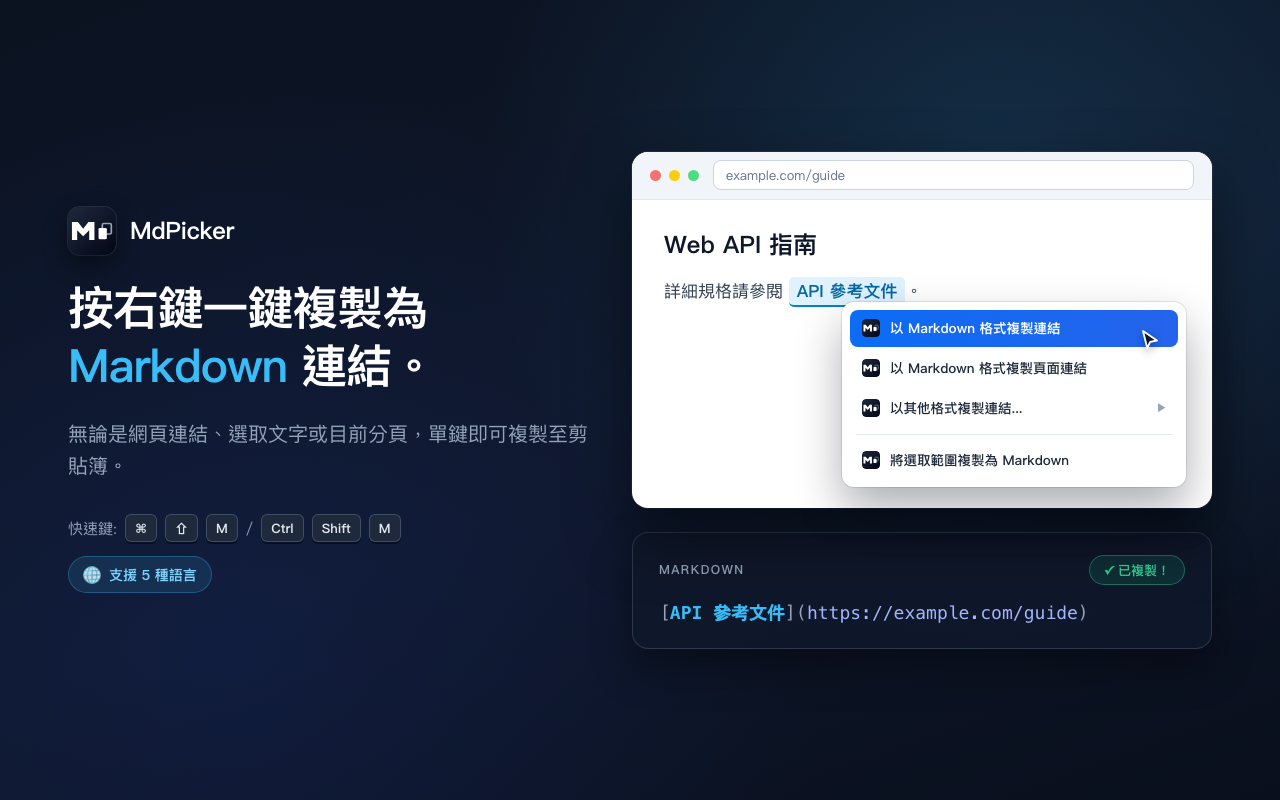 MdPicker
按右鍵一鍵複製為
Markdown 連結。
無論是網頁連結、選取文字或目前分頁，單鍵即可複製至剪
貼簿。
快速鍵: ⌘ ⇧ M / Ctrl Shift M
支援 5 種語言
example.com/guide
Web API 指南
詳細規格請參閱 API 參考文件 。
以 Markdown 格式複製連結
以 Markdown 格式複製頁面連結
以其他格式複製連結...
將選取範圍複製為 Markdown
MARKDOWN
✓ 已複製！
[API 參考文件](https://example.com/guide)